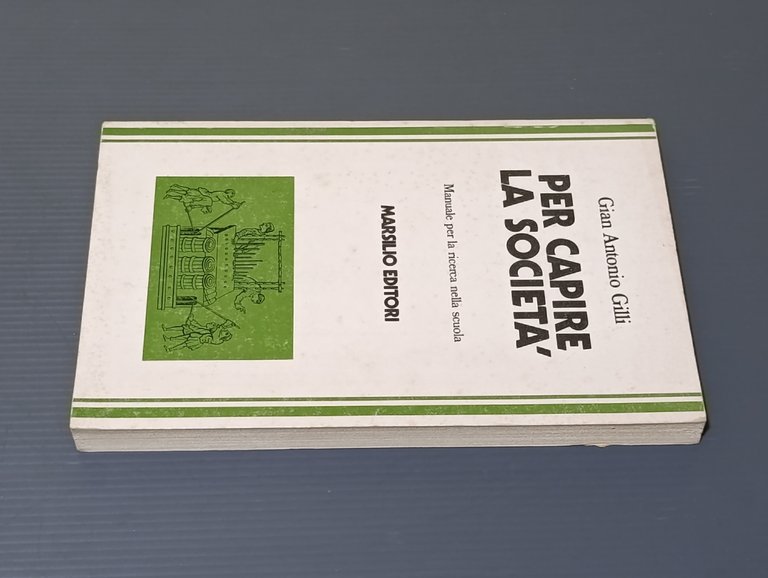 Gian Antonio Gilli
PER CAPIRE
LA SOCIETA'
Manuale per la ricerca nella scuola
MARSILIO EDITORI